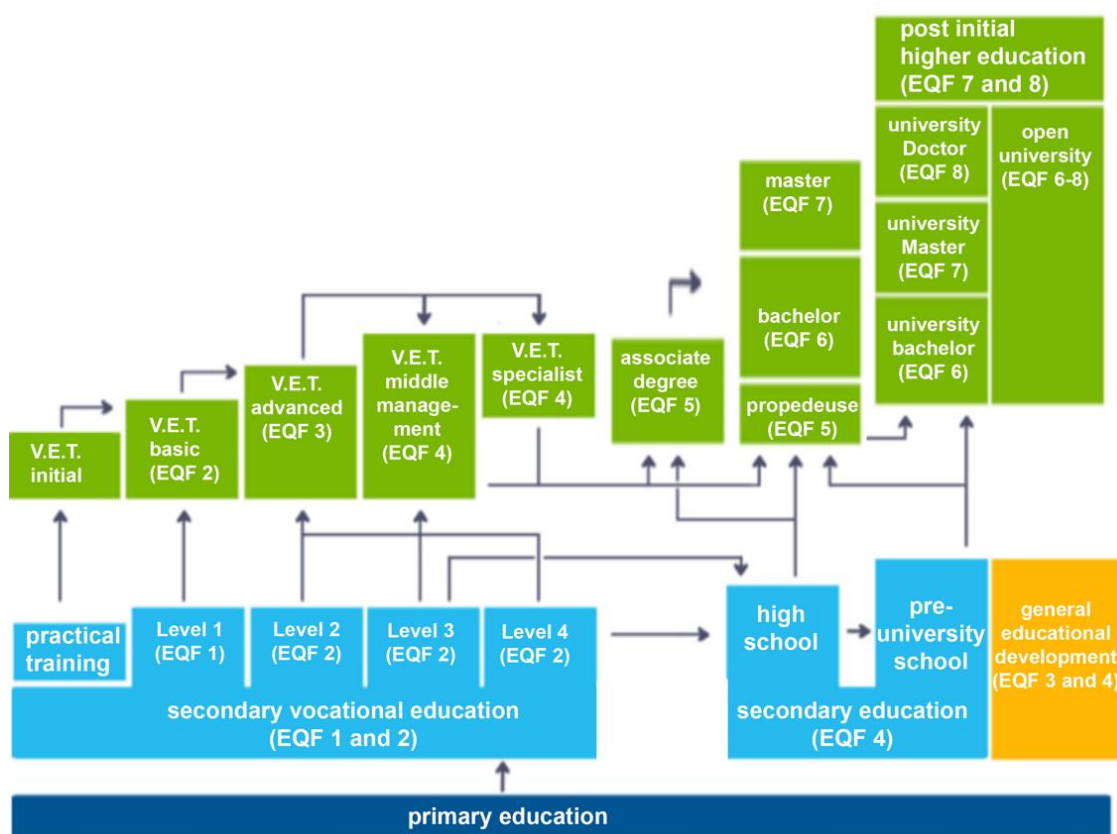 post initial
higher education
(EQF 7 and 8)
university
Doctor
(EQF 8)
open
university
(EQF 6-8)
master
(EQF 7)
university
Master
(EQF 7)
bachelor
(EQF 6)
university
bachelor
(EQF 6)
V.E.T.
initial
V.E.T.
basic
(EQF 2)
V.E.T.
advanced
(EQF 3)
V.E.T.
middle
manage-
ment
(EQF 4)
V.E.T.
specialist
(EQF 4)
associate
degree
(EQF 5)
propedeuse
(EQF 5)
practical
training
Level 1
(EQF 1)
Level 2
(EQF 2)
Level 3
(EQF 2)
Level 4
(EQF 2)
high
school
pre-
university
school
general
educational
development
(EQF 3 and 4)
secondary vocational education
(EQF 1 and 2)
secondary education
(EQF 4)
primary education